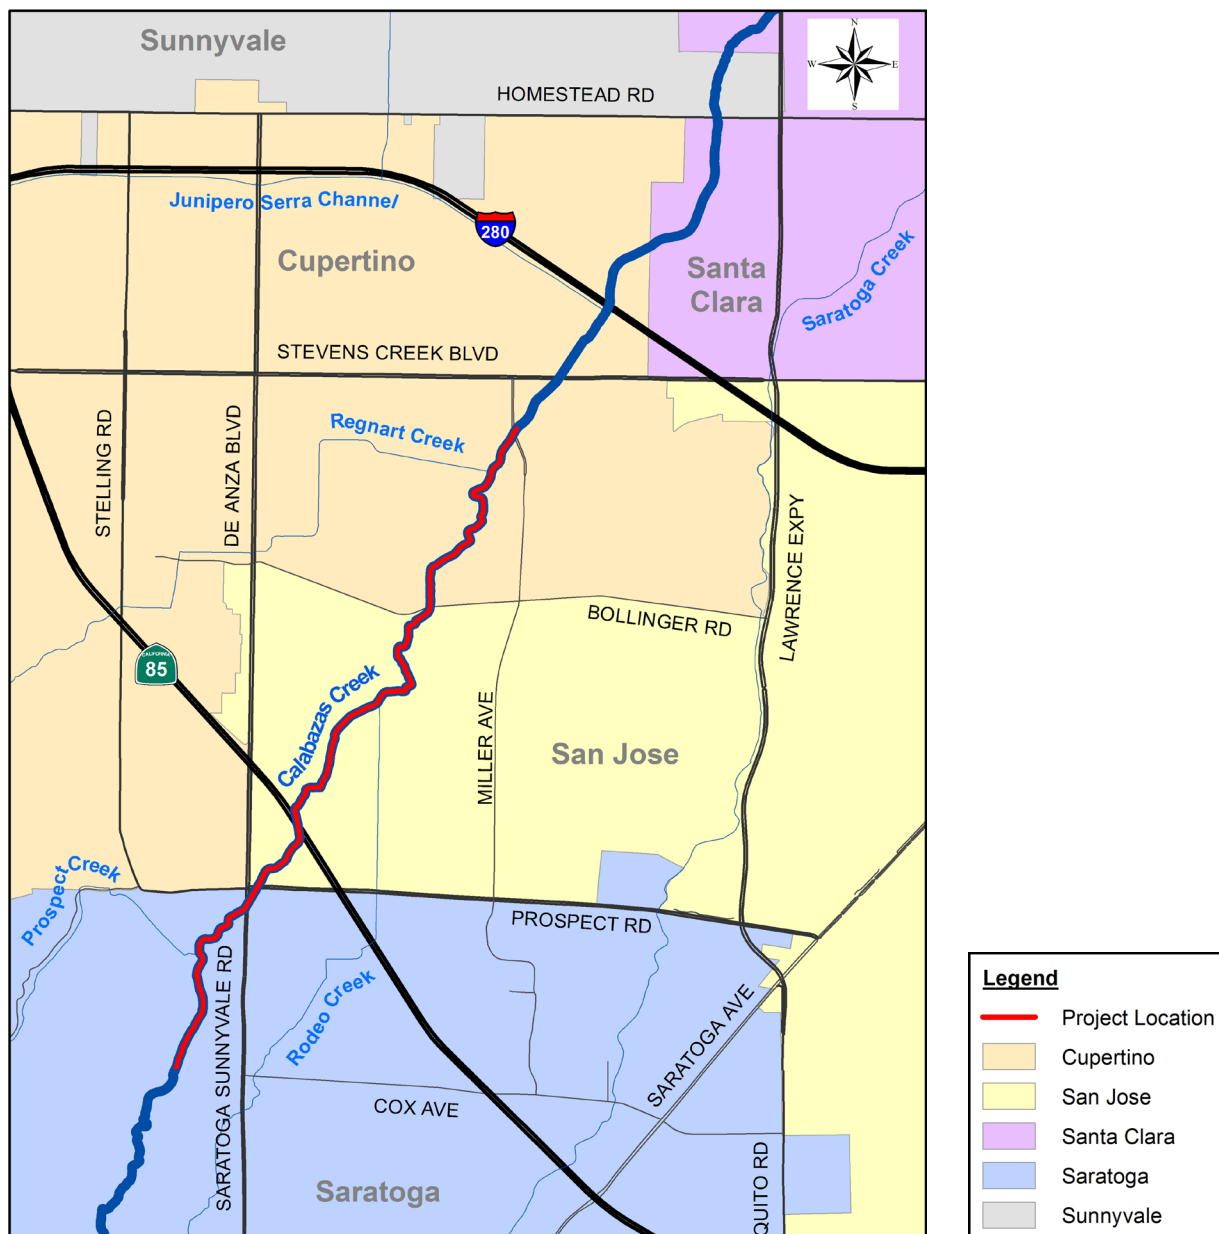 Sunnyvale
N
W
E
S
HOMESTEAD RD
Junipero Serra Channel
280
Cupertino
Santa
Clara
Saratoga Creek
STEVENS CREEK BLVD
Regnart Creek
STELLING RD
DE ANZA BLVD
LAWRENCE EXPY
BOLLINGER RD
CALIFORNIA
85
Calabazas Creek
MILLER AVE
San Jose
Prospect Creek
PROSPECT RD
SARATOGA SUNNYVALE RD
Rodeo Creek
SARATOGA AVE
COX AVE
Saratoga
QUITO RD
Legend
Project Location
Cupertino
San Jose
Santa Clara
Saratoga
Sunnyvale